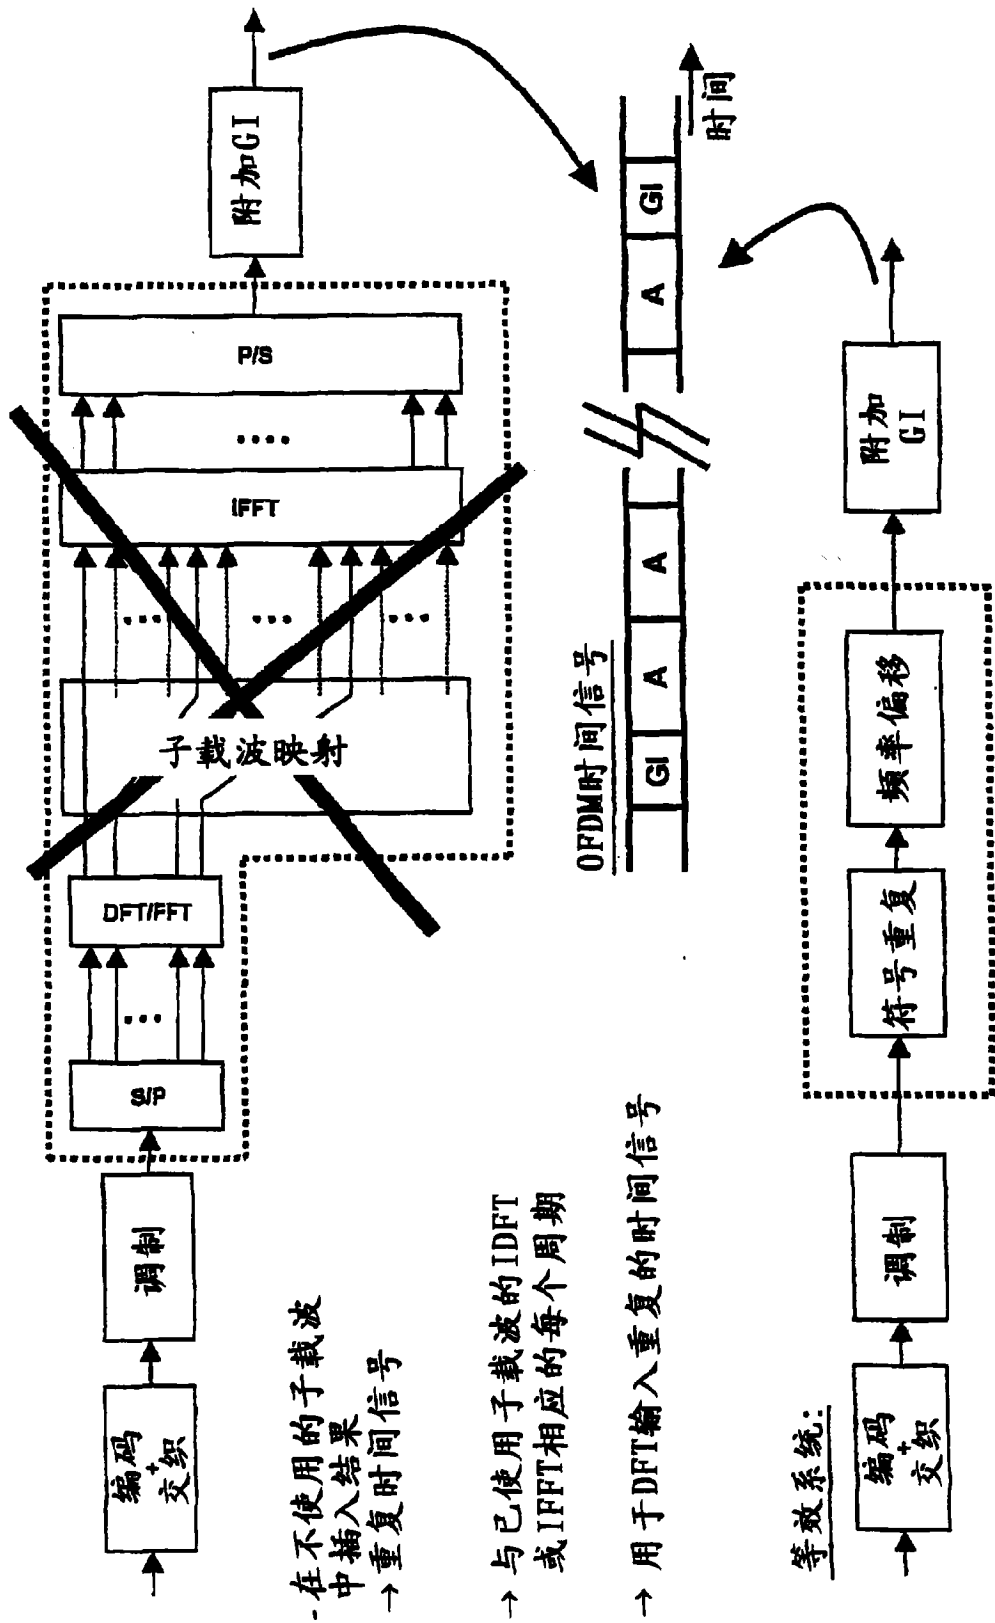 编码
+
交织
调制
S/P
DFT/FFT
子载波映射
IFFT
P/S
附加GI
....
...
...
...
...
-在不使用的子载波
中插入结果
→重复时间信号
→与已使用子载波的IDFT
或IFFT相应的每个周期
→用于DFT输入重复的时间信号
OFDM时间信号
GI
A
A
A
GI
时间
等效系统:
编码
+
交织
调制
符号重复
频率偏移
附加
GI